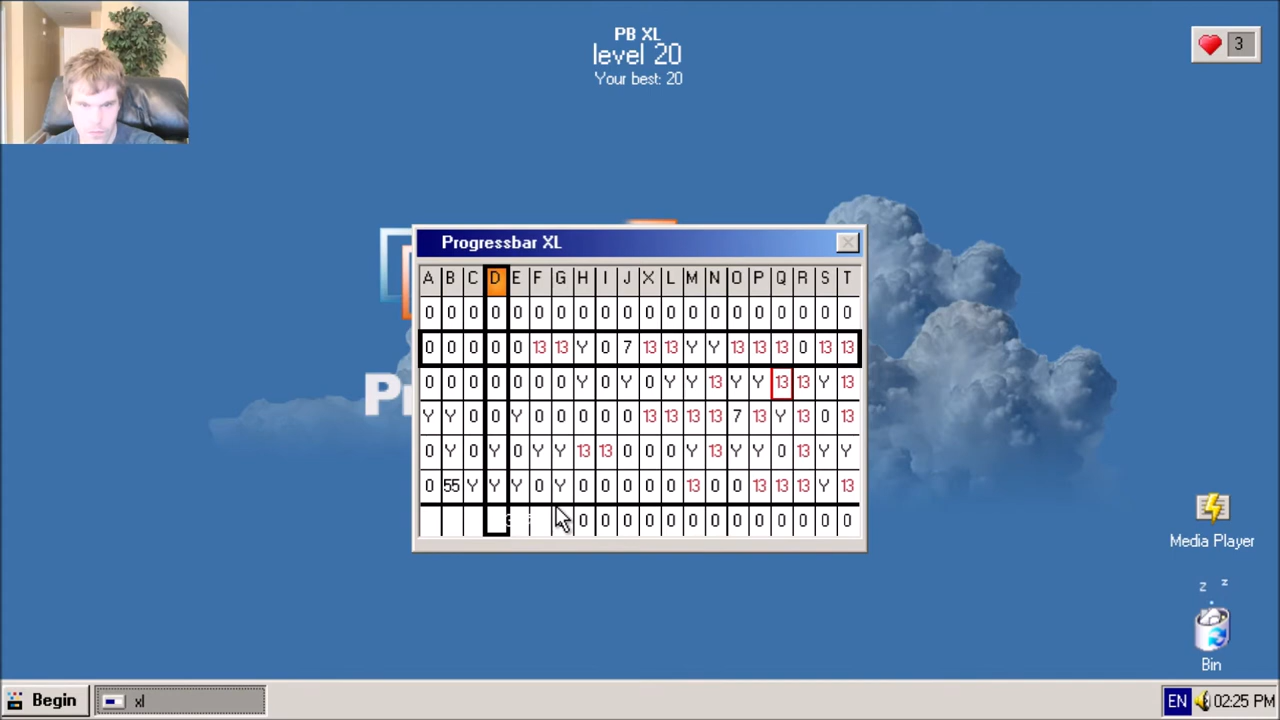 PB XL
level 20
Your best: 20
3
Progressbar XL
A B C D E F G H I J X L M N O P Q R S T
0 0 0 0 0 0 0 0 0 0 0 0 0 0 0 0 0 0 0 0
0 0 0 0 0 13 13 Y 0 7 13 13 Y Y 13 13 13 0 13 13
0 0 0 0 0 0 0 Y 0 Y 0 Y Y 13 Y Y 13 13 Y 13
Y Y 0 0 Y 0 0 0 0 0 13 13 13 13 7 13 Y 13 0 13
0 Y 0 Y 0 Y Y 13 13 0 0 0 Y 13 Y Y 0 13 Y Y
0 55 Y Y Y 0 Y 0 0 0 0 0 13 0 0 13 13 13 Y 13
0 0 0 0 0 0 0 0 0 0 0 0 0
Media Player
z z
Bin
Begin
xl
EN
02:25 PM